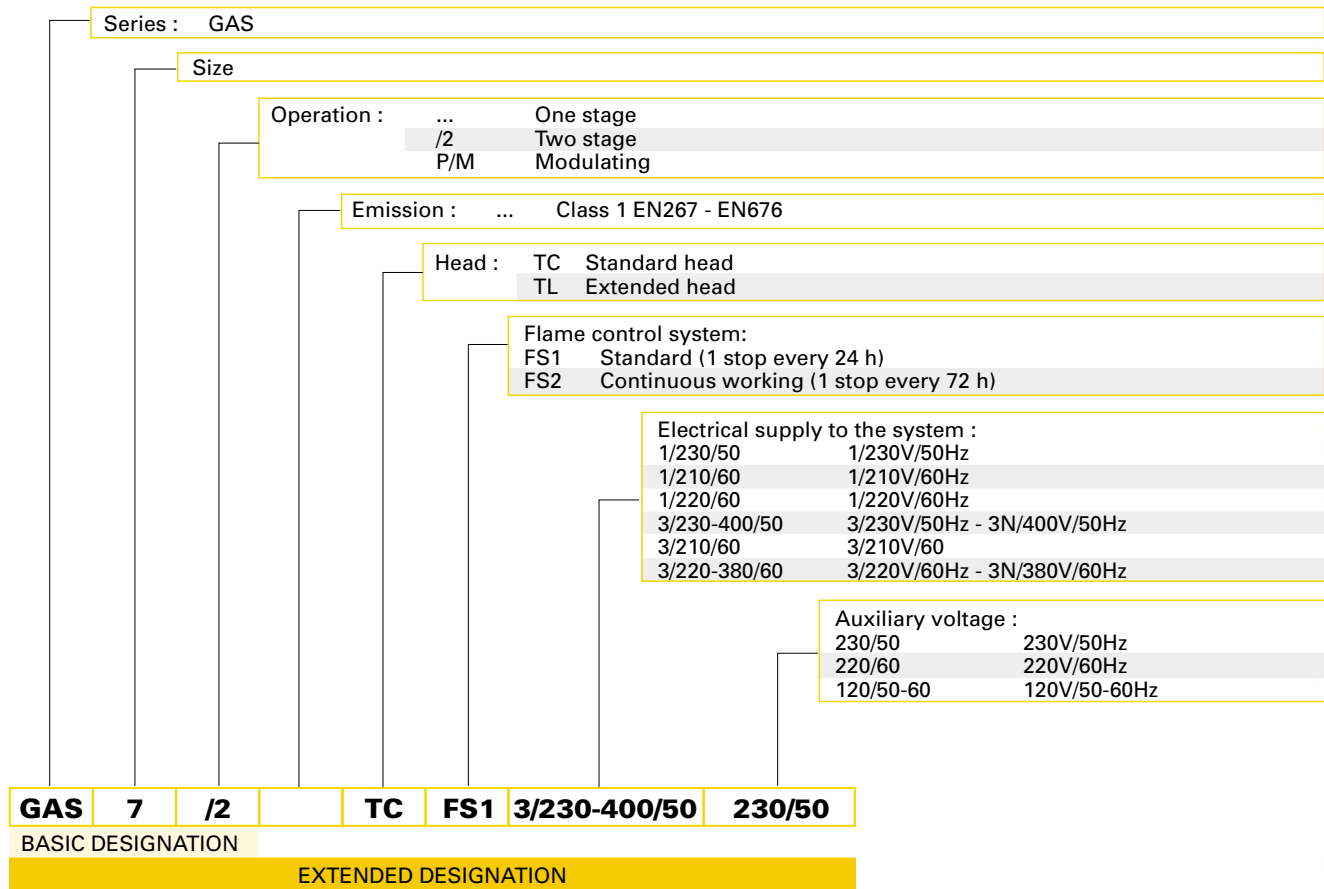 Series : GAS
Size
Operation : ... One stage
/2 Two stage
P/M Modulating
Emission : ... Class 1 EN267 - EN676
Head : TC Standard head
TL Extended head
Flame control system:
FS1 Standard (1 stop every 24 h)
FS2 Continuous working (1 stop every 72 h)
Electrical supply to the system :
1/230/50 1/230V/50Hz
1/210/60 1/210V/60Hz
1/220/60 1/220V/60Hz
3/230-400/50 3/230V/50Hz - 3N/400V/50Hz
3/210/60 3/210V/60
3/220-380/60 3/220V/60Hz - 3N/380V/60Hz
Auxiliary voltage :
230/50 230V/50Hz
220/60 220V/60Hz
120/50-60 120V/50-60Hz
GAS 7 /2 TC FS1 3/230-400/50 230/50
BASIC DESIGNATION
EXTENDED DESIGNATION